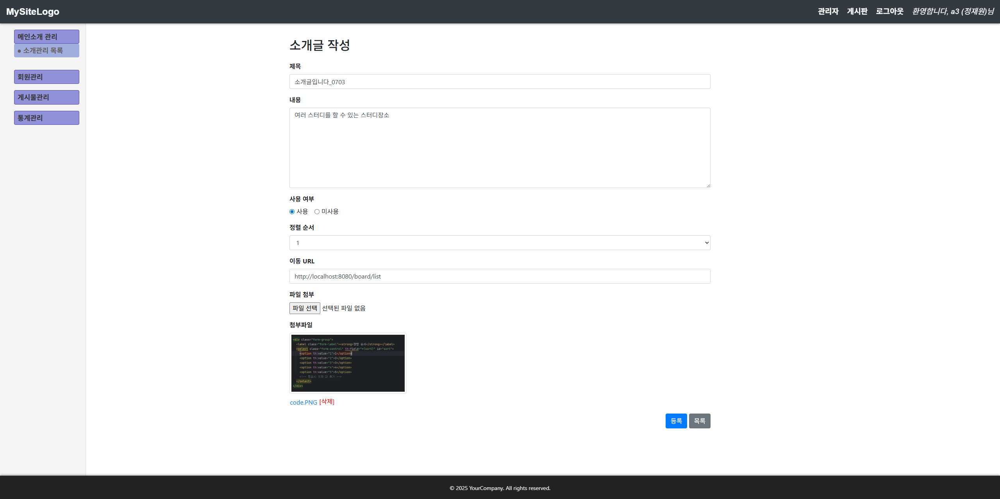 MySiteLogo
관리자 게시판 로그아웃 환영합니다, a3 (정재원)님
메인소개 관리
● 소개관리 목록
회원관리
게시물관리
통계관리
소개글 작성
제목
소개글입니다_0703
내용
여러 스터디를 할 수 있는 스터디장소
사용 여부
사용 미사용
정렬 순서
1
이동 URL
http://localhost:8080/board/list
파일 첨부
파일 선택 선택된 파일 없음
첨부파일
<div class="form-group">
<label class="form-label"><strong>정렬 순서</strong></label>
<select class="form-control" th:field="*{sort}" id="sort">
<option th:value="1">1</option>
<option th:value="2">2</option>
<option th:value="3">3</option>
<option th:value="4">4</option>
<option th:value="5">5</option>
<!-- 필요시 숫자 더 추가 -->
</select>
</div>
code.PNG [삭제]
등록 목록
© 2025 YourCompany. All rights reserved.